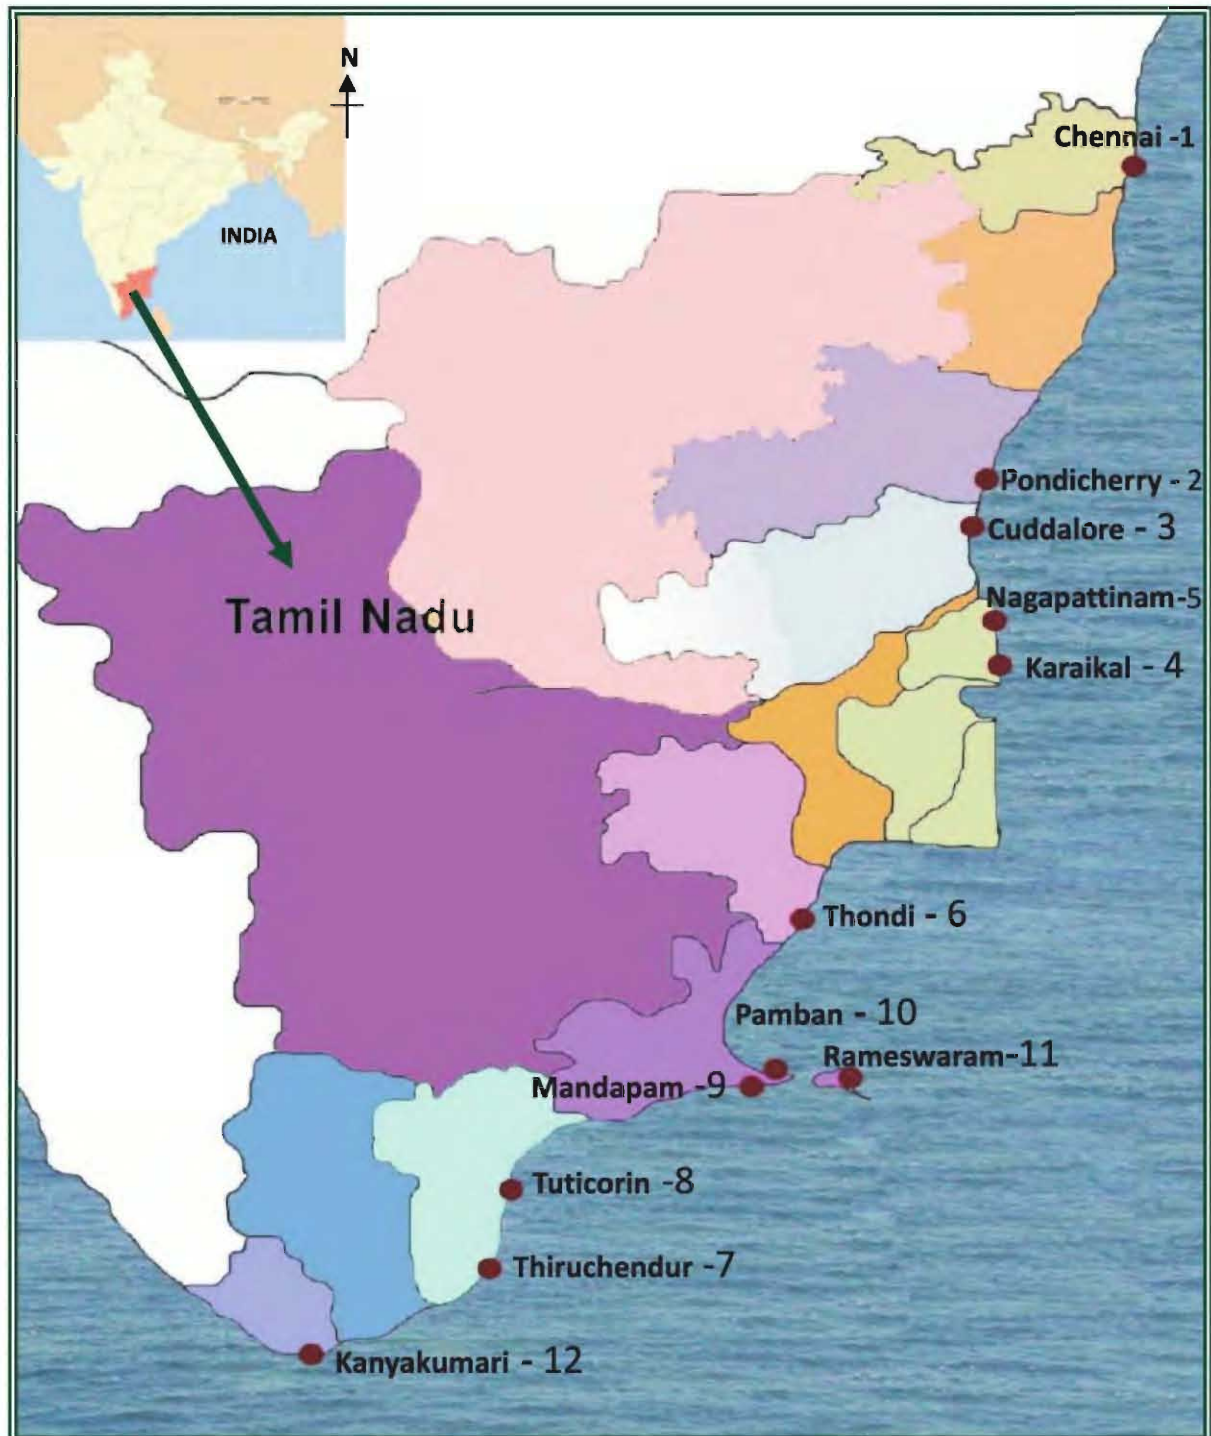 N
INDIA
Chennai -1
Pondicherry - 2
Cuddalore - 3
Nagapattinam-5
Tamil Nadu
Karaikal - 4
Thondi - 6
Pamban - 10
Rameswaram-11
Mandapam -9
Tuticorin -8
Thiruchendur -7
Kanyakumari - 12